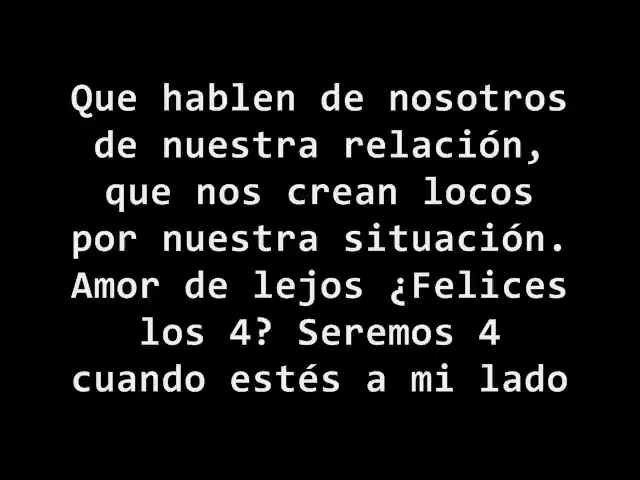 Que hablen de nosotros
de nuestra relación,
que nos crean locos
por nuestra situación.
Amor de lejos ¿Felices
los 4? Seremos 4
cuando estés a mi lado